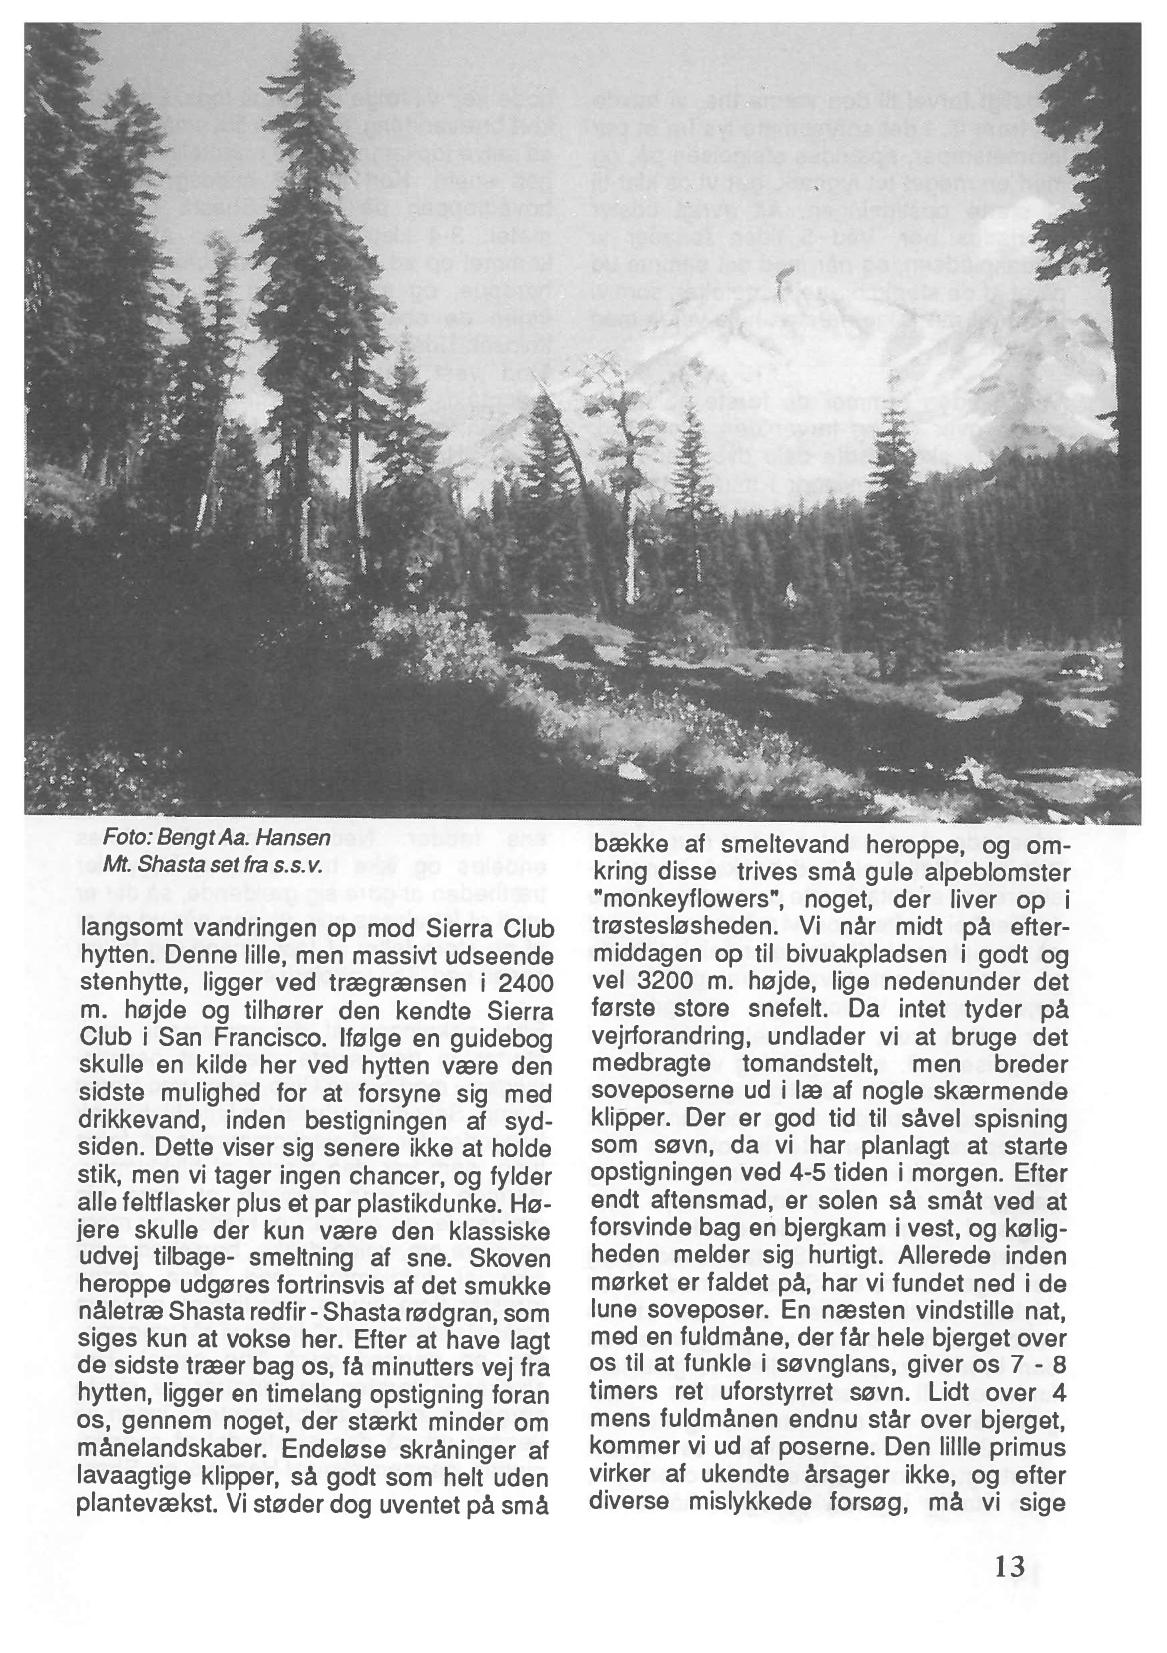 Foto: Bengt Aa. Hansen
Mt. Shasta set fra s.s.v.
langsomt vandringen op mod Sierra Club
hytten. Denne lille, men massivt udseende
stenhytte, ligger ved trægrænsen i 2400
m. højde og tilhører den kendte Sierra
Club i San Francisco. Ifølge en guidebog
skulle en kilde her ved hytten være den
sidste mulighed for at forsyne sig med
drikkevand, inden bestigningen af syd-
siden. Dette viser sig senere ikke at holde
stik, men vi tager ingen chancer, og fylder
alle feltflasker plus et par plastikdunke. Hø-
jere skulle der kun være den klassiske
udvej tilbage- smeltning af sne. Skoven
heroppe udgøres fortrinsvis af det smukke
nåletræ Shasta redfir - Shasta rødgran, som
siges kun at vokse her. Efter at have lagt
de sidste træer bag os, få minutters vej fra
hytten, ligger en timelang opstigning foran
os, gennem noget, der stærkt minder om
månelandskaber. Endeløse skråninger af
lavaagtige klipper, så godt som helt uden
plantevækst. Vi støder dog uventet på små
bække af smeltevand heroppe, og om-
kring disse trives små gule alpeblomster
"monkeyflowers", noget, der liver op i
trøstesløsheden. Vi når midt på efter-
middagen op til bivuakpladsen i godt og
vel 3200 m. højde, lige nedenunder det
første store snefelt. Da intet tyder på
vejrforandring, undlader vi at bruge det
medbragte tomandstelt, men breder
soveposerne ud i læ af nogle skærmende
klipper. Der er god tid til såvel spisning
som søvn, da vi har planlagt at starte
opstigningen ved 4-5 tiden i morgen. Efter
endt aftensmad, er solen så småt ved at
forsvinde bag en bjergkam i vest, og kølig-
heden melder sig hurtigt. Allerede inden
mørket er faldet på, har vi fundet ned i de
lune soveposer. En næsten vindstille nat,
med en fuldmåne, der får hele bjerget over
os til at funkle i søvnglans, giver os 7 - 8
timers ret uforstyrret søvn. Lidt over 4
mens fuldmånen endnu står over bjerget,
kommer vi ud af poserne. Den lillle primus
virker af ukendte årsager ikke, og efter
diverse mislykkede forsøg, må vi sige
13